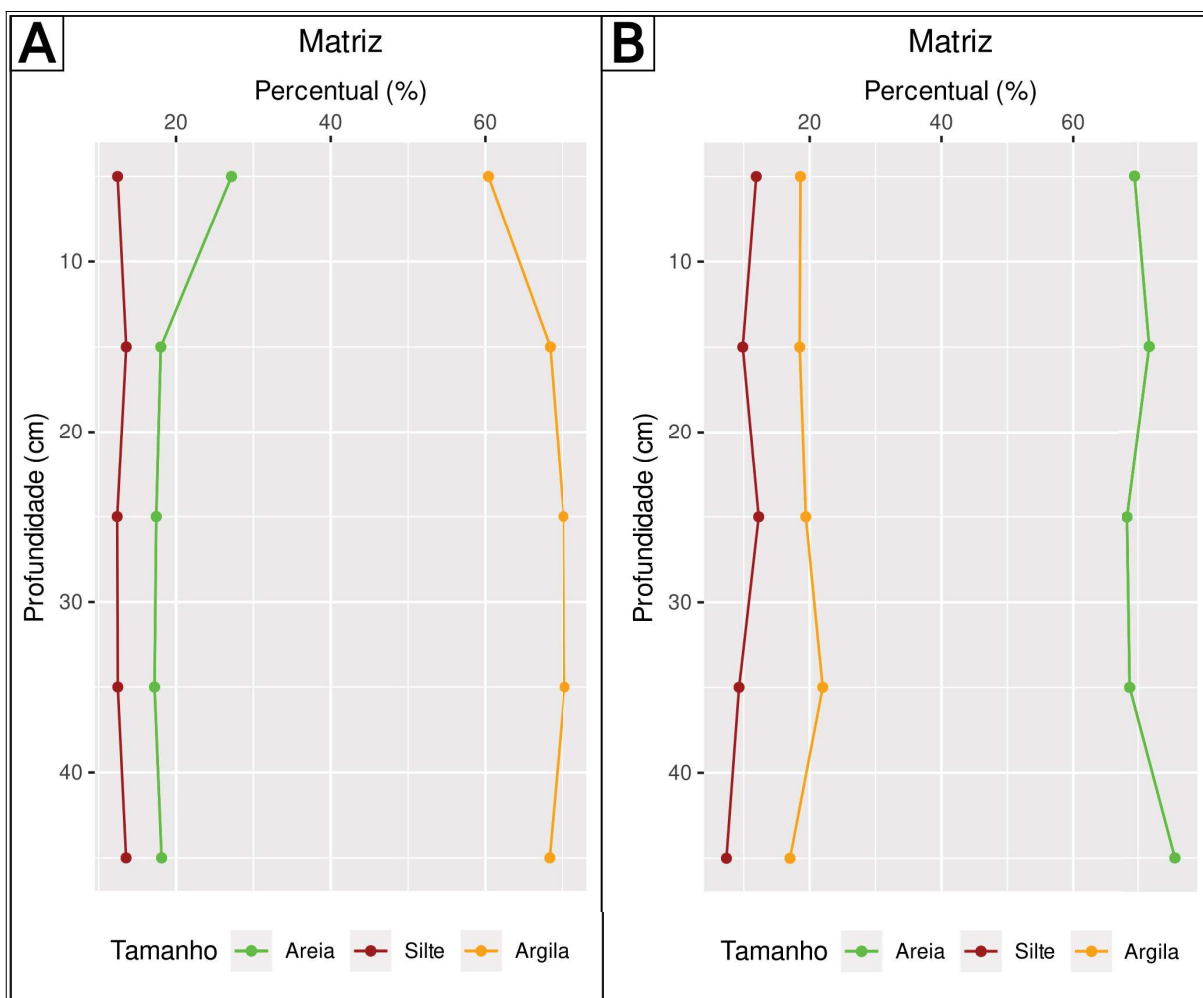 A
Matriz
Percentual (%)
20 40 60
Profundidade (cm)
10
20
30
40
Tamanho Areia Silte Argila
B
Matriz
Percentual (%)
20 40 60
Profundidade (cm)
10
20
30
40
Tamanho Areia Silte Argila